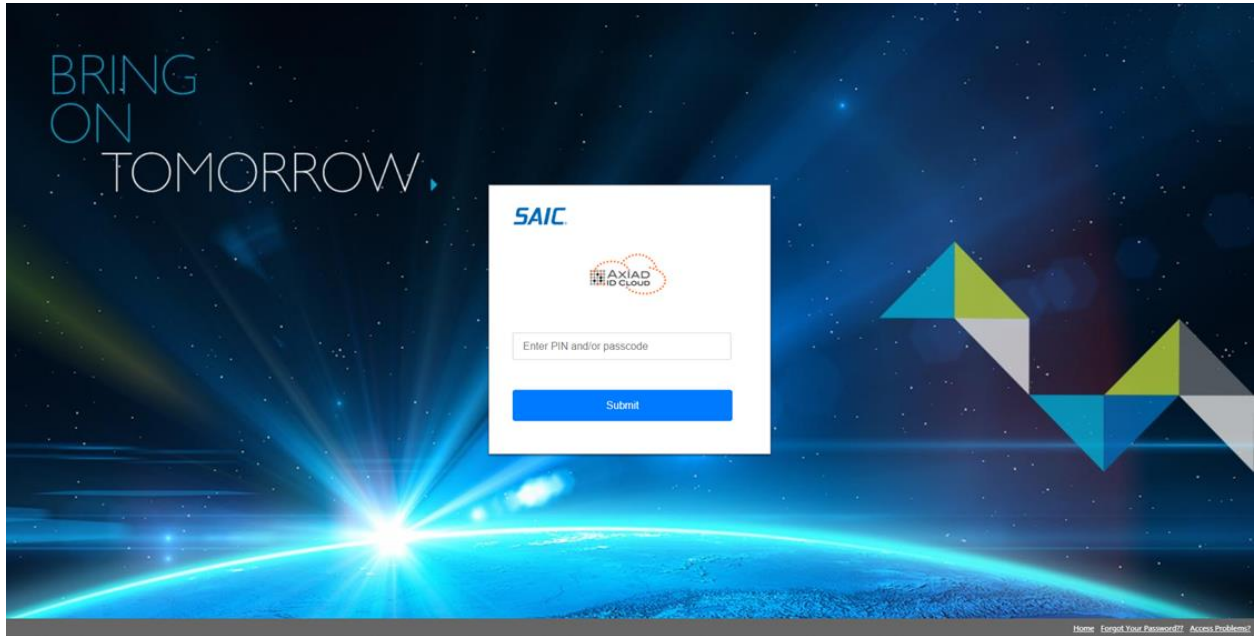 BRING
ON
TOMORROW
SAIC
AXIAD
ID CLOUD
Enter PIN and/or passcode
Submit
Home Forgot Your Password?? Access Problems?